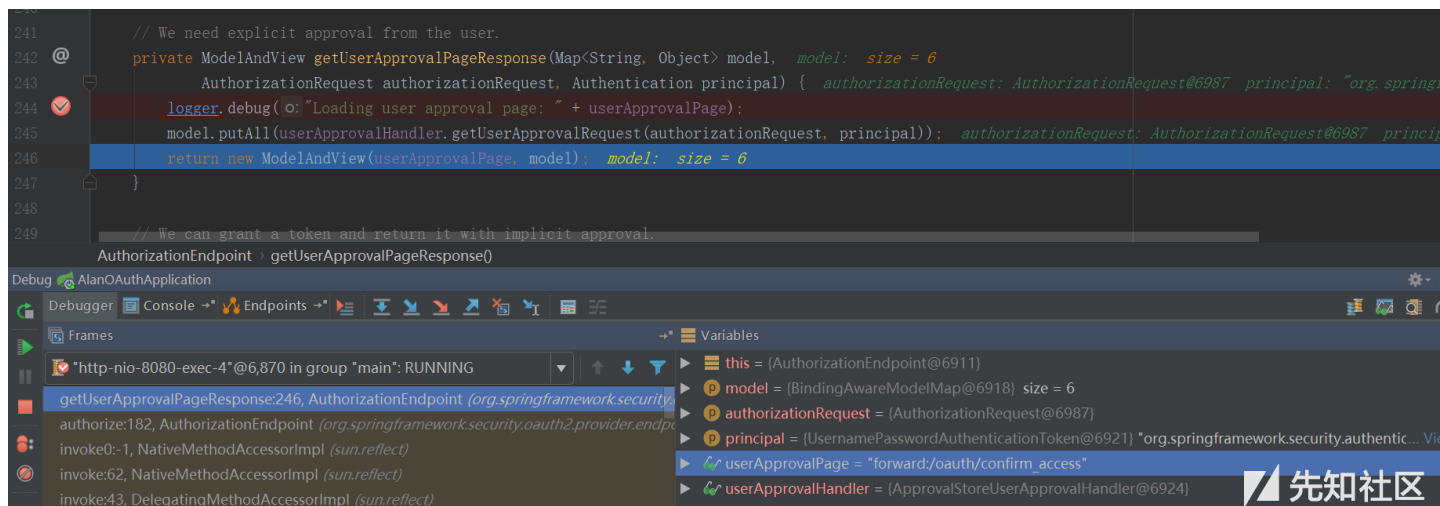 241 // We need explicit approval from the user.
242 @ private ModelAndView getUserApprovalPageResponse(Map<String, Object> model, model: size = 6
243 AuthorizationRequest authorizationRequest, Authentication principal) { authorizationRequest: AuthorizationRequest@6987 principal: "org.springf
244 logger.debug( o: "Loading user approval page: " + userApprovalPage);
245 model.putAll(userApprovalHandler.getUserApprovalRequest(authorizationRequest, principal)); authorizationRequest: AuthorizationRequest@6987 princip
246 return new ModelAndView(userApprovalPage, model); model: size = 6
247 }
248
249 // We can grant a token and return it with implicit approval.
AuthorizationEndpoint › getUserApprovalPageResponse()
Debug AlanOAuthApplication
Debugger Console Endpoints
Frames
Variables
"http-nio-8080-exec-4"@6,870 in group "main": RUNNING
getUserApprovalPageResponse:246, AuthorizationEndpoint (org.springframework.security.
authorize:182, AuthorizationEndpoint (org.springframework.security.oauth2.provider.endpo
invoke0:-1, NativeMethodAccessorImpl (sun.reflect)
invoke:62, NativeMethodAccessorImpl (sun.reflect)
invoke:43, DelegatingMethodAccessorImpl (sun.reflect)
this = {AuthorizationEndpoint@6911}
model = {BindingAwareModelMap@6918} size = 6
authorizationRequest = {AuthorizationRequest@6987}
principal = {UsernamePasswordAuthenticationToken@6921} "org.springframework.security.authentic... Vie
userApprovalPage = "forward:/oauth/confirm_access"
userApprovalHandler = {ApprovalStoreUserApprovalHandler@6924}
先知社区